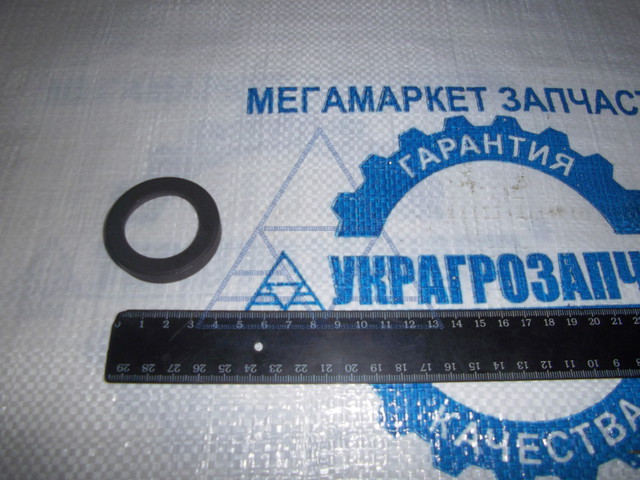 МЕГАМАРКЕТ ЗАПЧАСТ
ГАРАНТИЯ
УКРАГРОЗАПЧ
0 1 2 3 4 5 6 7 8 9 10 11 12 13 14 15 16 17 18 19 20 21 22
29 28 27 26 25 24 23 22 21 20 19 18 17 16 15 14 13 12 11 10 9
КАЧЕСТВА